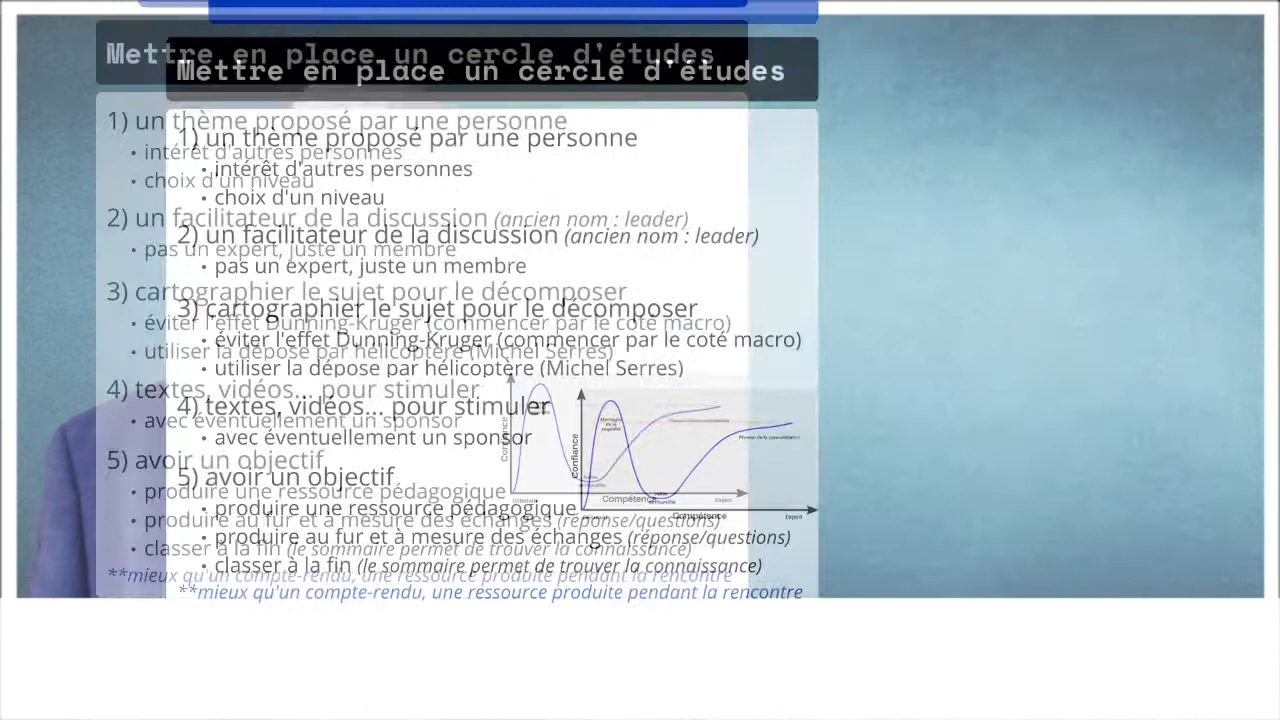 Mettre en place un cercle d'études
1) un thème proposé par une personne
• intérêt d'autres personnes
• choix d'un niveau
2) un facilitateur de la discussion (ancien nom : leader)
• pas un expert, juste un membre
3) cartographier le sujet pour le décomposer
• éviter l'effet Dunning-Kruger (commencer par le coté macro)
• utiliser la dépose par hélicoptère (Michel Serres)
4) textes, vidéos... pour stimuler
• avec éventuellement un sponsor
5) avoir un objectif
• produire une ressource pédagogique
• produire au fur et à mesure des échanges (réponse/questions)
• classer à la fin (le sommaire permet de trouver la connaissance)
**mieux qu'un compte-rendu, une ressource produite pendant la rencontre
Confiance
Compétence
Expert